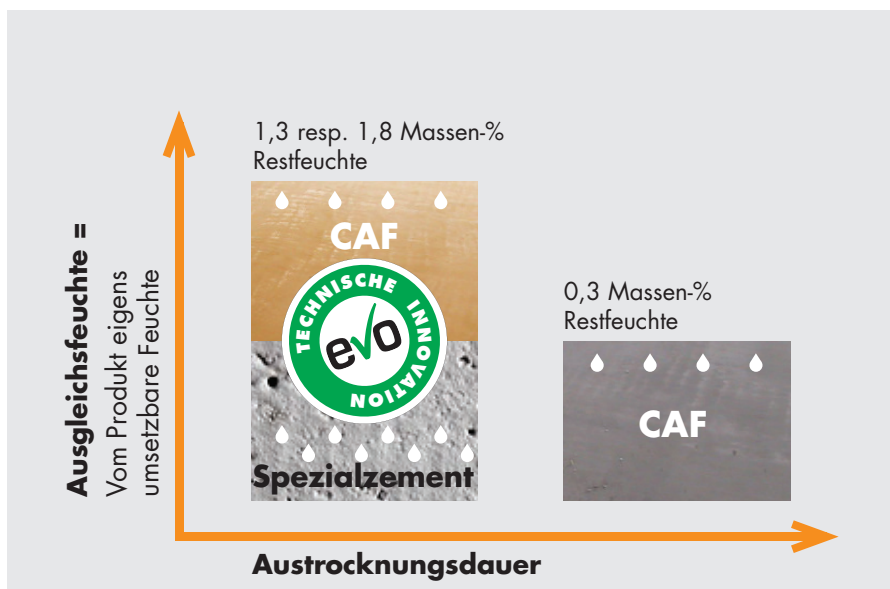 1,3 resp. 1,8 Massen-%
Restfeuchte
CAF
TECHNISCHE INNOVATION
evo
Spezialzement
0,3 Massen-%
Restfeuchte
CAF
Ausgleichsfeuchte =
Vom Produkt eigens
umsetzbare Feuchte
Austrocknungsdauer